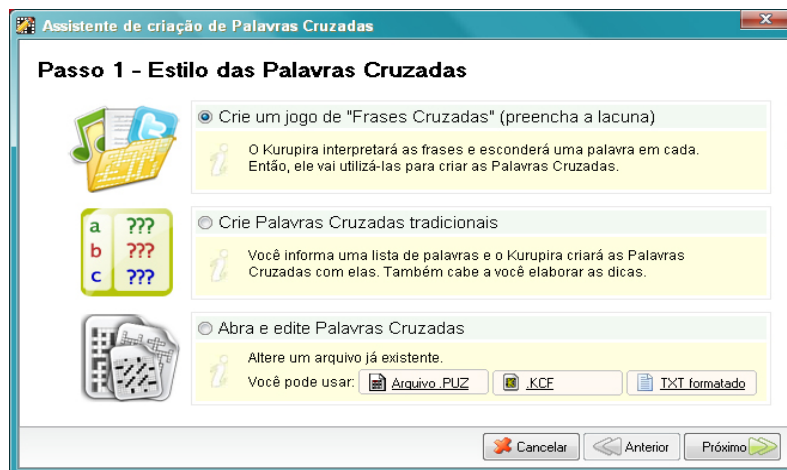 Assistente de criação de Palavras Cruzadas
Passo 1 - Estilo das Palavras Cruzadas
Crie um jogo de "Frases Cruzadas" (preencha a lacuna)
O Kurupira interpretará as frases e esconderá uma palavra em cada.
Então, ele vai utilizá-las para criar as Palavras Cruzadas.
a ???
b ???
c ???
Crie Palavras Cruzadas tradicionais
Você informa uma lista de palavras e o Kurupira criará as Palavras
Cruzadas com elas. Também cabe a você elaborar as dicas.
Abra e edite Palavras Cruzadas
Altere um arquivo já existente.
Você pode usar: Arquivo .PUZ .KCF TXT formatado
Cancelar Anterior Próximo